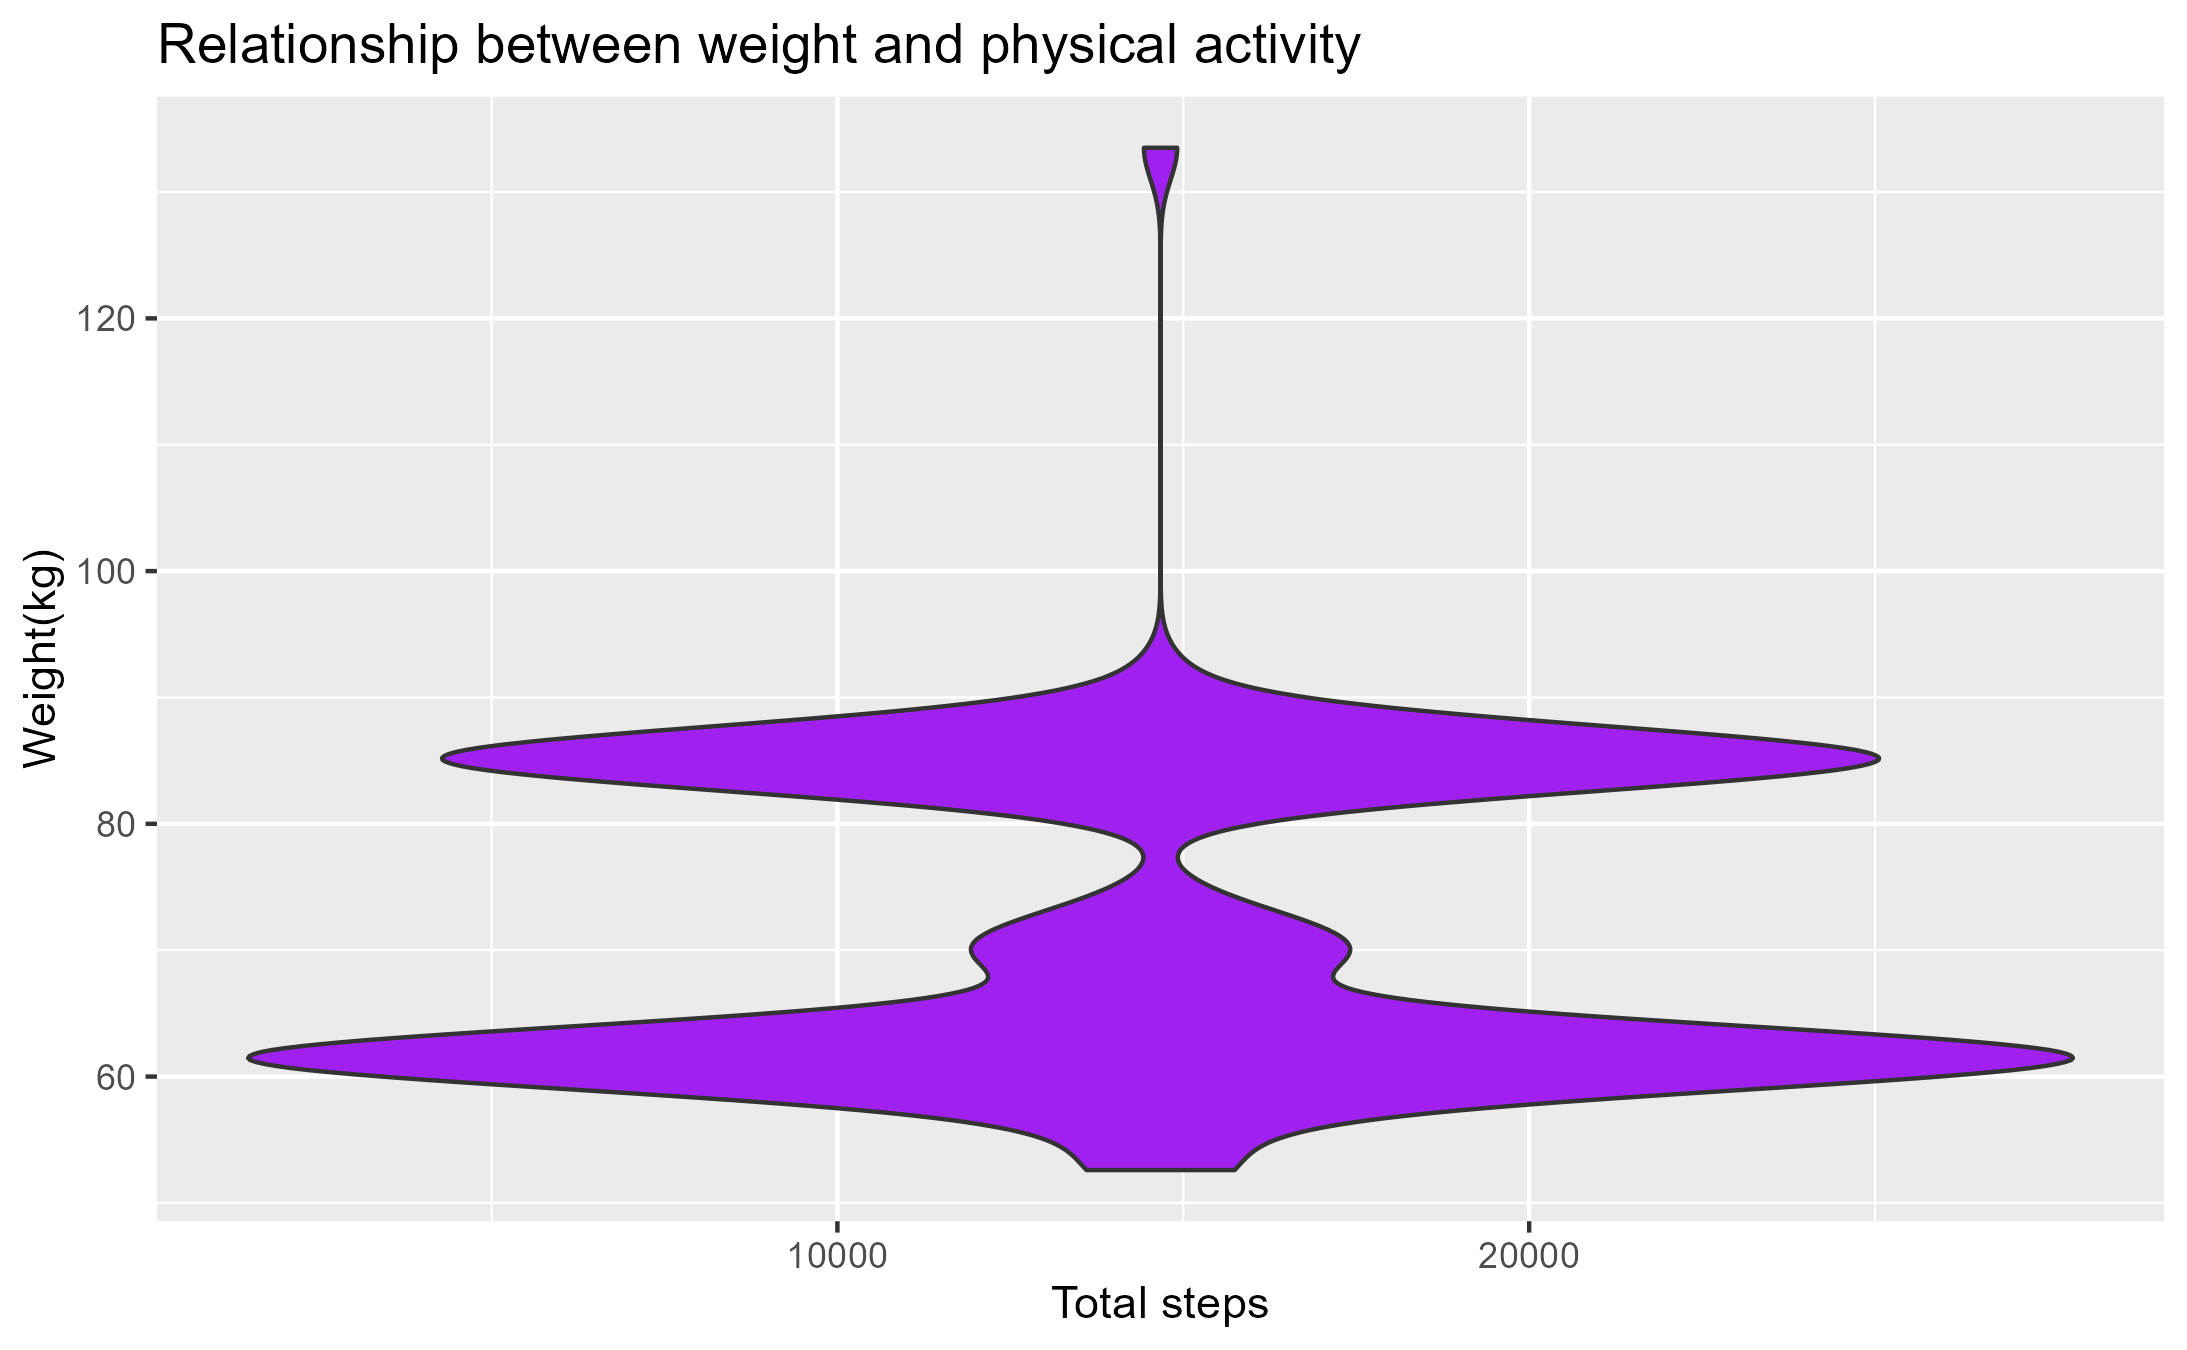 Relationship between weight and physical activity
Weight(kg)
120
100
80
60
10000 20000
Total steps